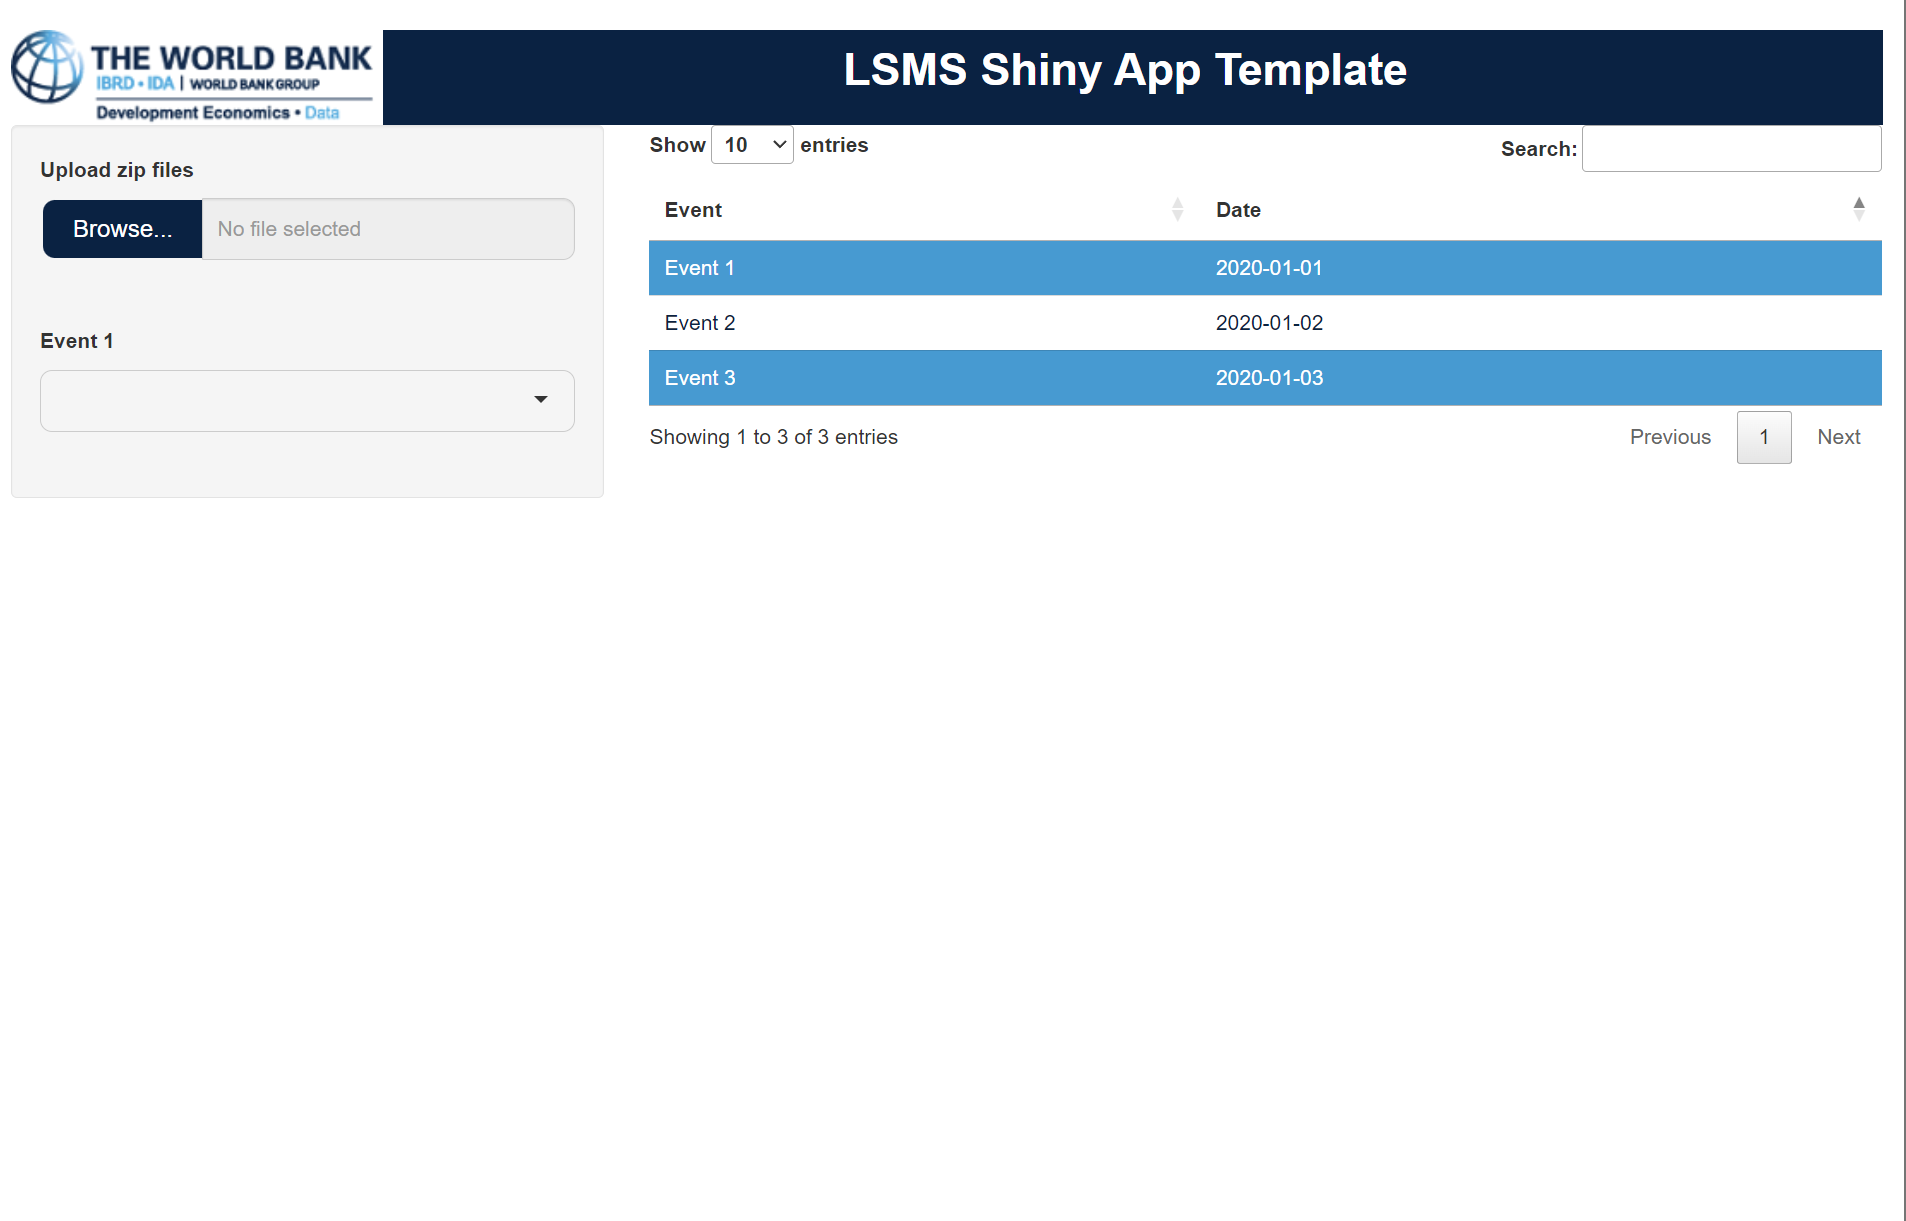 THE WORLD BANK
IBRD • IDA | WORLD BANK GROUP
Development Economics • Data
LSMS Shiny App Template
Upload zip files
Browse... No file selected
Event 1
Show 10 entries
Search:
Event Date
Event 1 2020-01-01
Event 2 2020-01-02
Event 3 2020-01-03
Showing 1 to 3 of 3 entries
Previous 1 Next